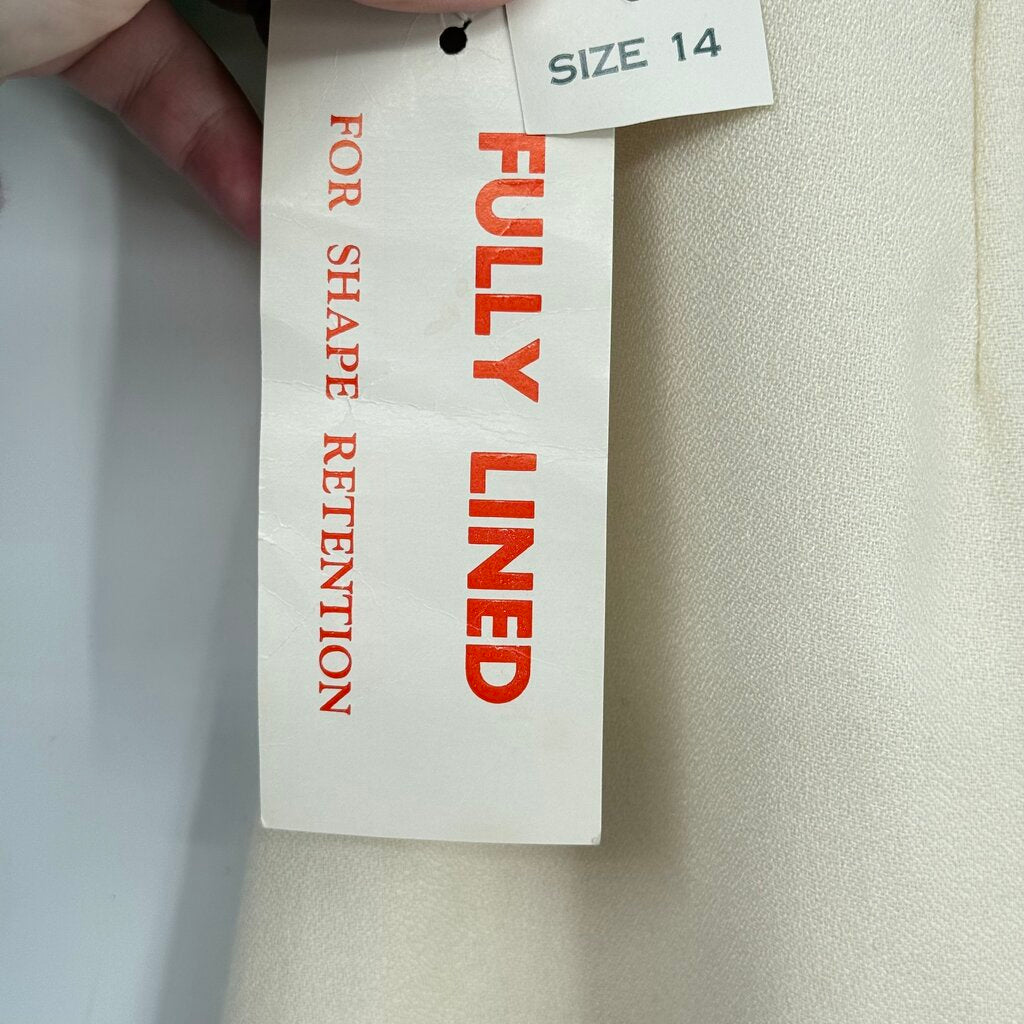 SIZE 14
FULLY LINED
FOR SHAPE RETENTION